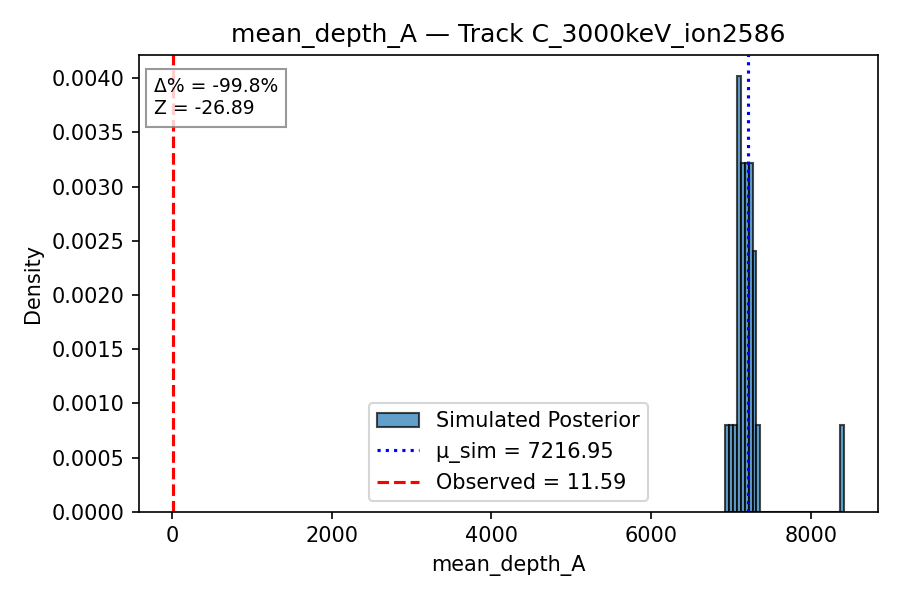 mean_depth_A — Track C_3000keV_ion2586
Δ% = -99.8%
Z = -26.89
Density
0.0040
0.0035
0.0030
0.0025
0.0020
0.0015
0.0010
0.0005
0.0000
Simulated Posterior
μ_sim = 7216.95
Observed = 11.59
0 2000 4000 6000 8000
mean_depth_A